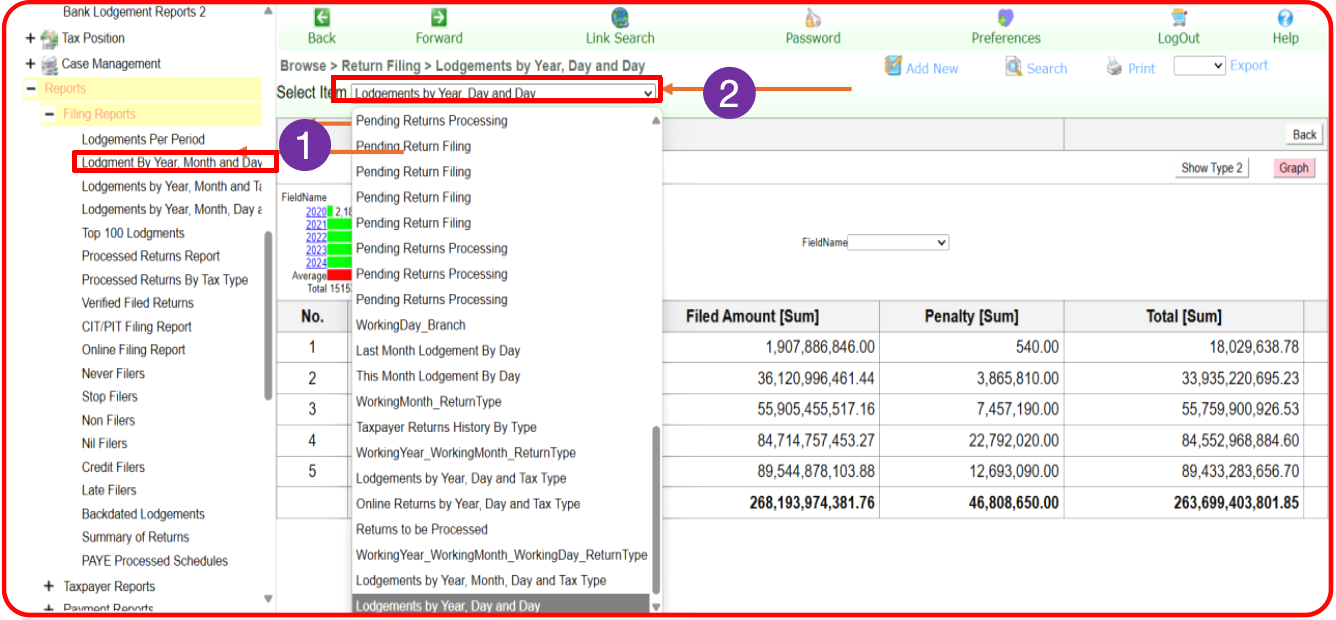 Bank Lodgement Reports 2
Tax Position
Case Management
Reports
Filing Reports
Lodgements Per Period
Lodgment By Year, Month and Day
Lodgements by Year, Month and Ta
Lodgements by Year, Month, Day a
Top 100 Lodgments
Processed Returns Report
Processed Returns By Tax Type
Verified Filed Returns
CIT/PIT Filing Report
Online Filing Report
Never Filers
Stop Filers
Non Filers
Nil Filers
Credit Filers
Late Filers
Backdated Lodgements
Summary of Returns
PAYE Processed Schedules
Taxpayer Reports
Payment Reports
1
Back Forward Link Search Password Preferences LogOut Help
Browse > Return Filing > Lodgements by Year, Day and Day
Add New Search Print Export
Select Item Lodgements by Year, Day and Day
2
Pending Returns Processing
Pending Return Filing
Pending Return Filing
Pending Return Filing
Pending Return Filing
Pending Returns Processing
Pending Returns Processing
Pending Returns Processing
WorkingDay_Branch
Last Month Lodgement By Day
This Month Lodgement By Day
WorkingMonth_ReturnType
Taxpayer Returns History By Type
WorkingYear_WorkingMonth_ReturnType
Lodgements by Year, Day and Tax Type
Online Returns by Year, Day and Tax Type
Returns to be Processed
WorkingYear_WorkingMonth_WorkingDay_ReturnType
Lodgements by Year, Month, Day and Tax Type
Lodgements by Year, Day and Day
Back
Show Type 2 Graph
FieldName
2020 2,18
2021
2022
2023
2024
Average
Total 1515
FieldName
No. Filed Amount [Sum] Penalty [Sum] Total [Sum]
1 1,907,886,846.00 540.00 18,029,638.78
2 36,120,996,461.44 3,865,810.00 33,935,220,695.23
3 55,905,455,517.16 7,457,190.00 55,759,900,926.53
4 84,714,757,453.27 22,792,020.00 84,552,968,884.60
5 89,544,878,103.88 12,693,090.00 89,433,283,656.70
268,193,974,381.76 46,808,650.00 263,699,403,801.85